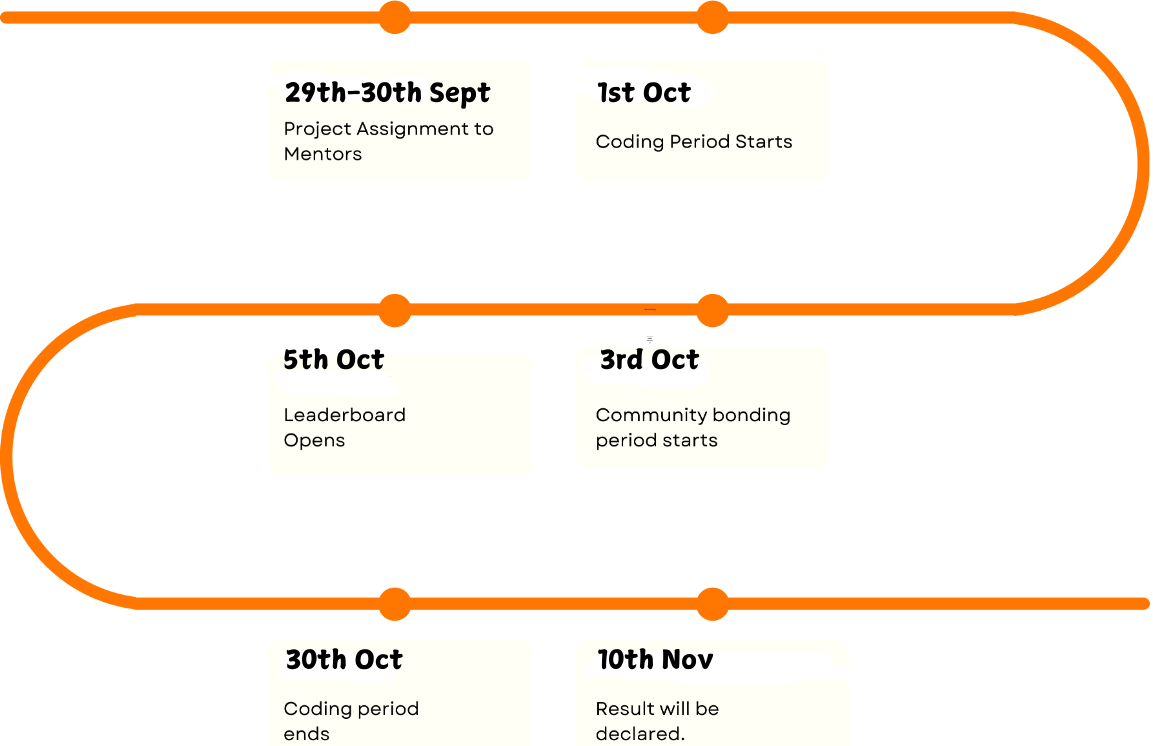 29th-30th Sept
Project Assignment to
Mentors
1st Oct
Coding Period Starts
5th Oct
Leaderboard
Opens
3rd Oct
Community bonding
period starts
30th Oct
Coding period
ends
10th Nov
Result will be
declared.